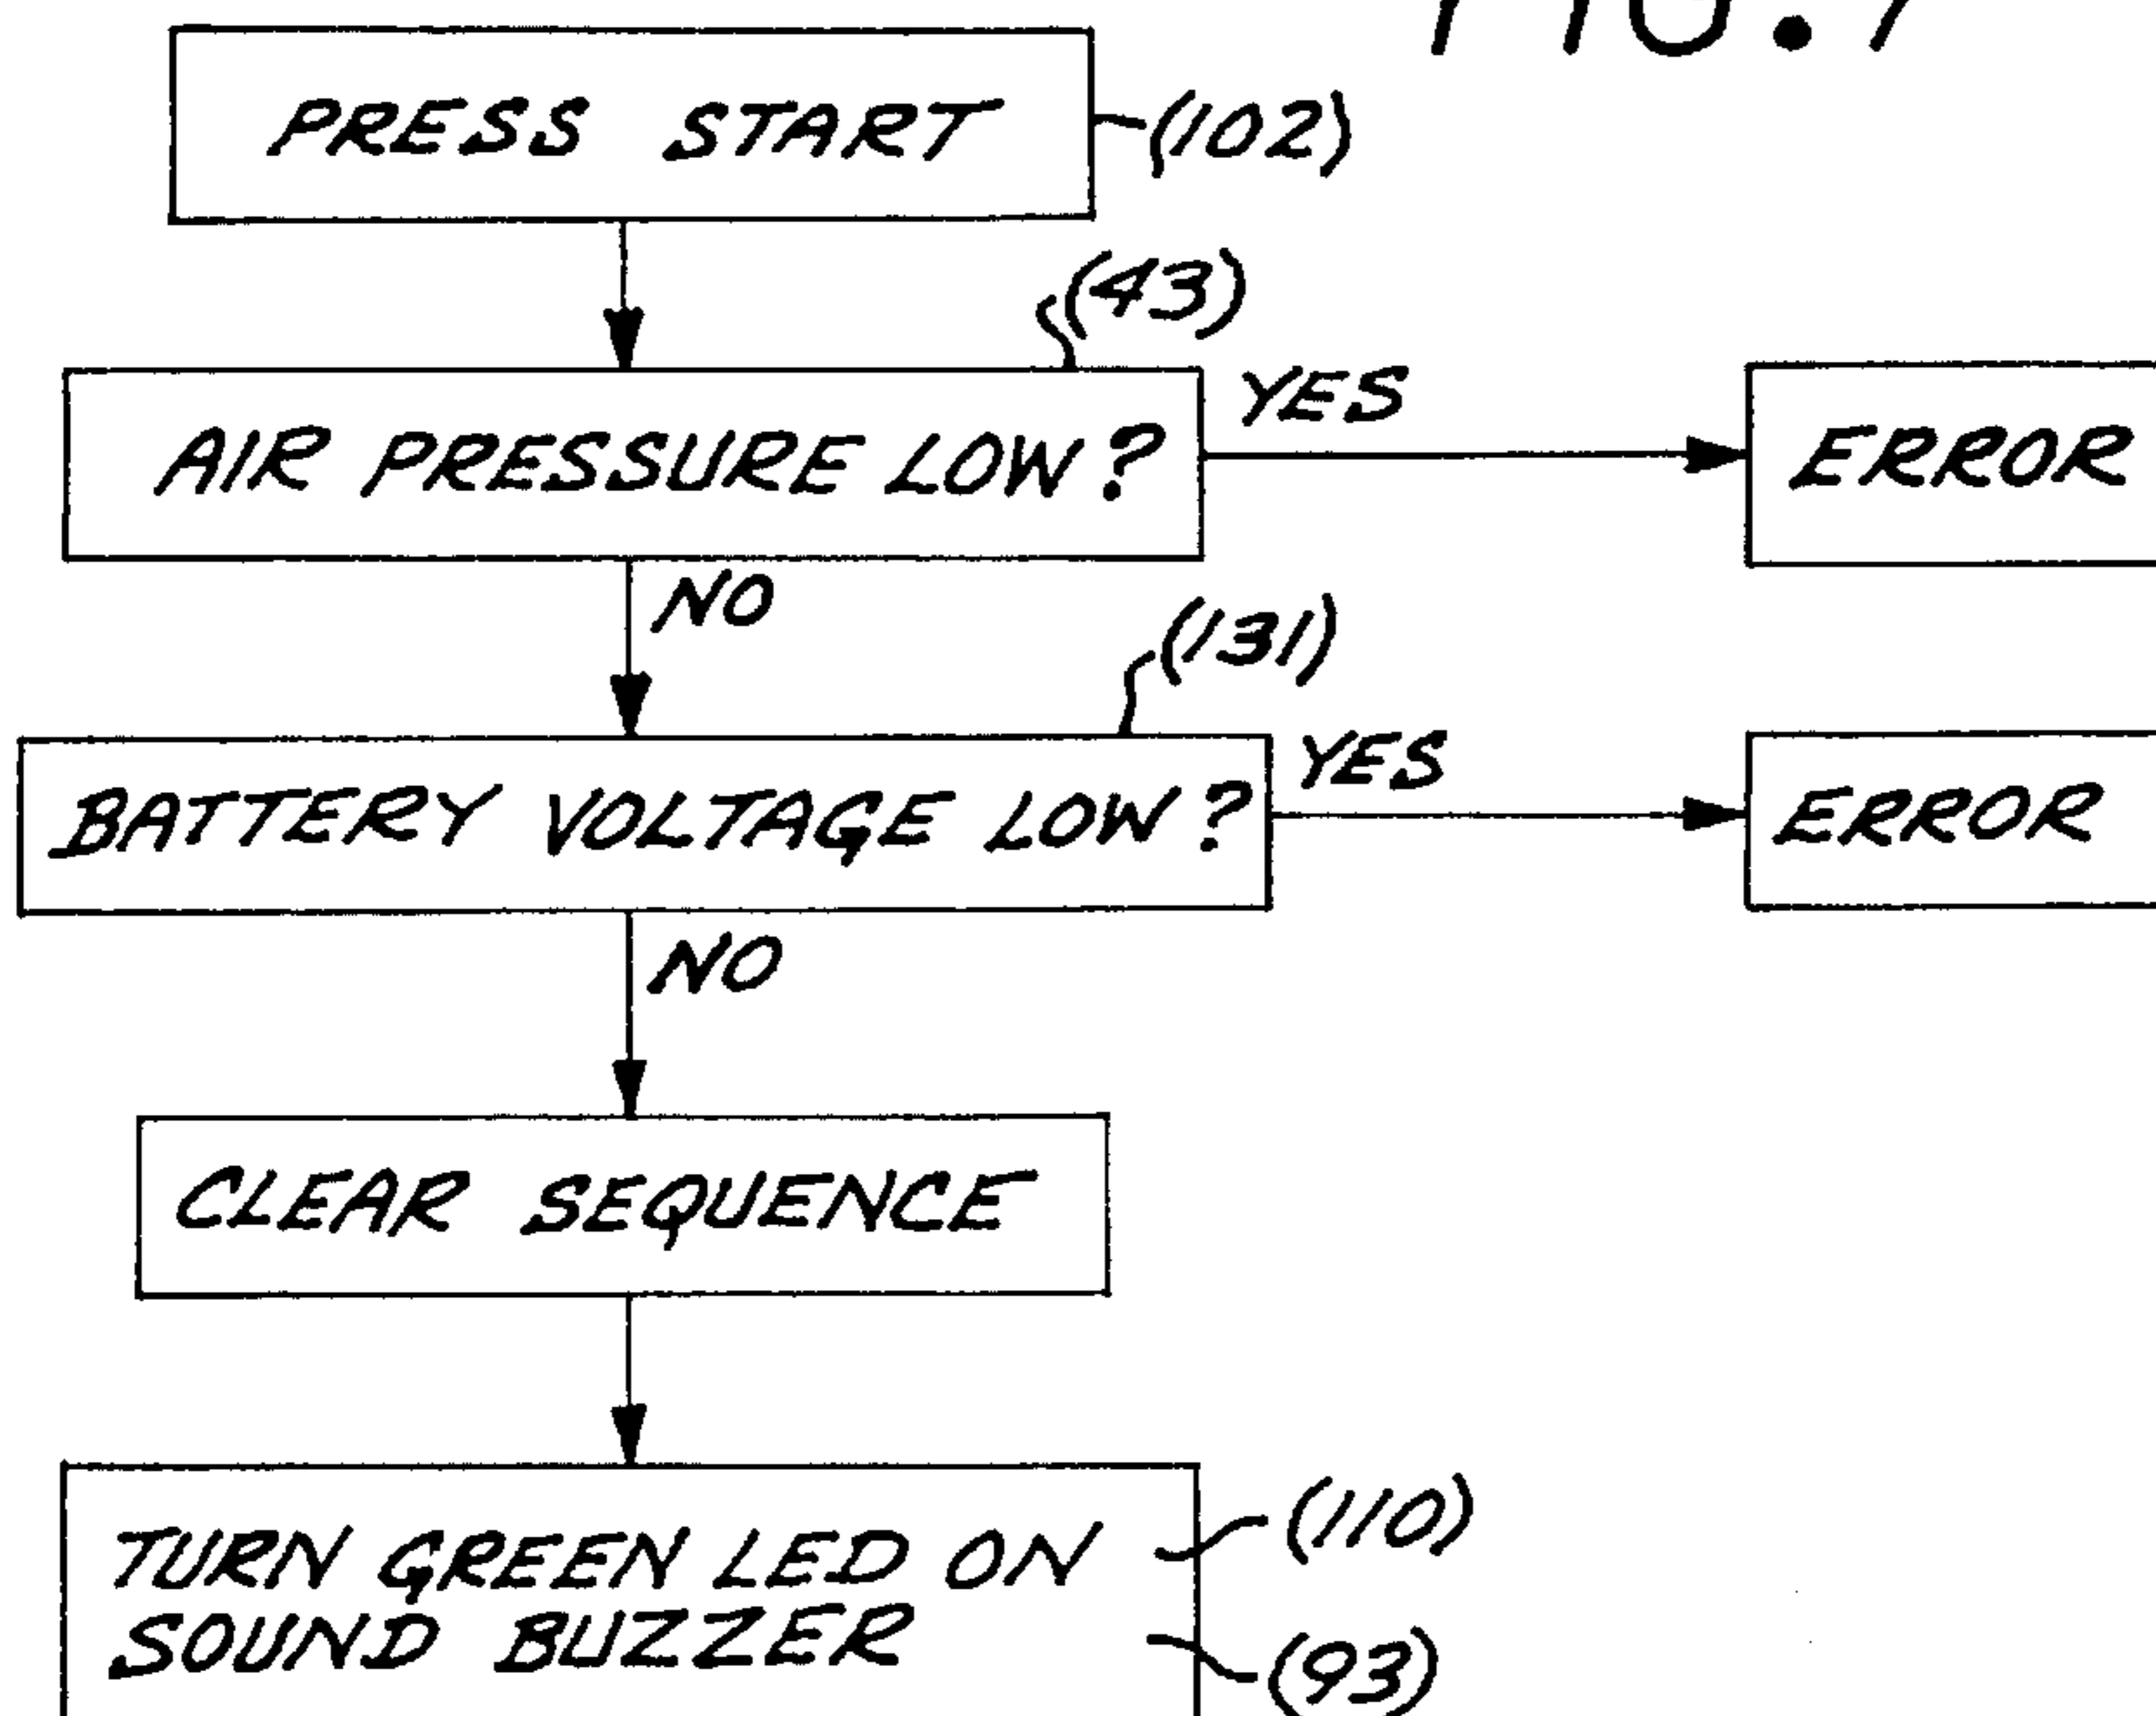 PRESS START
(102)
(43)
AIR PRESSURE LOW?
YES
ERROR
NO
(131)
BATTERY VOLTAGE LOW?
YES
ERROR
NO
CLEAR SEQUENCE
TURN GREEN LED ON
(110)
SOUND BUZZER
(93)